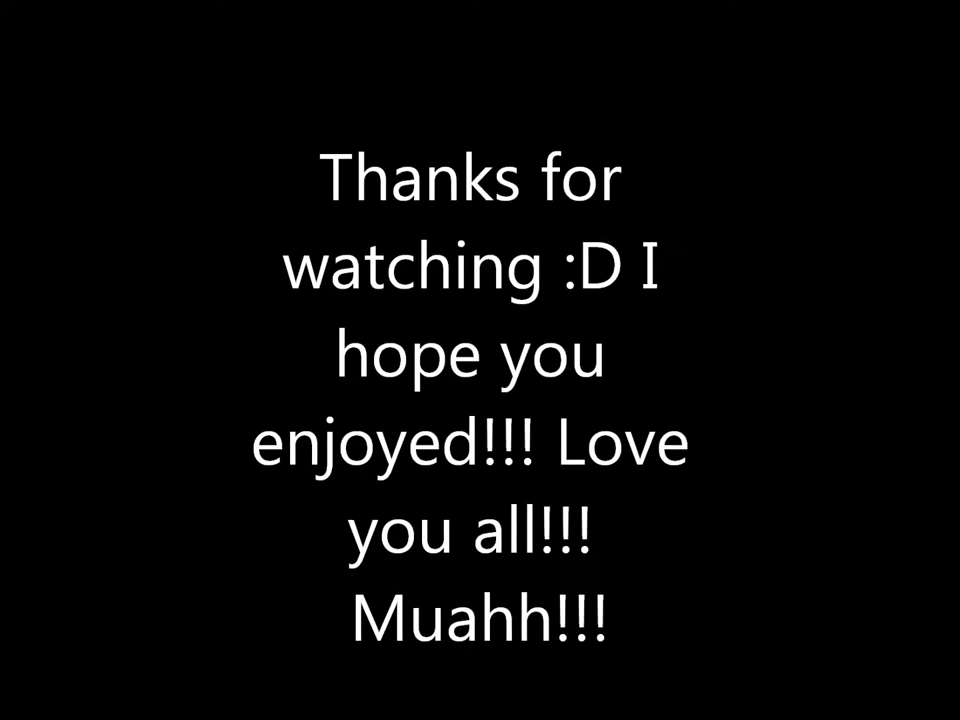 Thanks for
watching :D I
hope you
enjoyed!!! Love
you all!!!
Muahh!!!